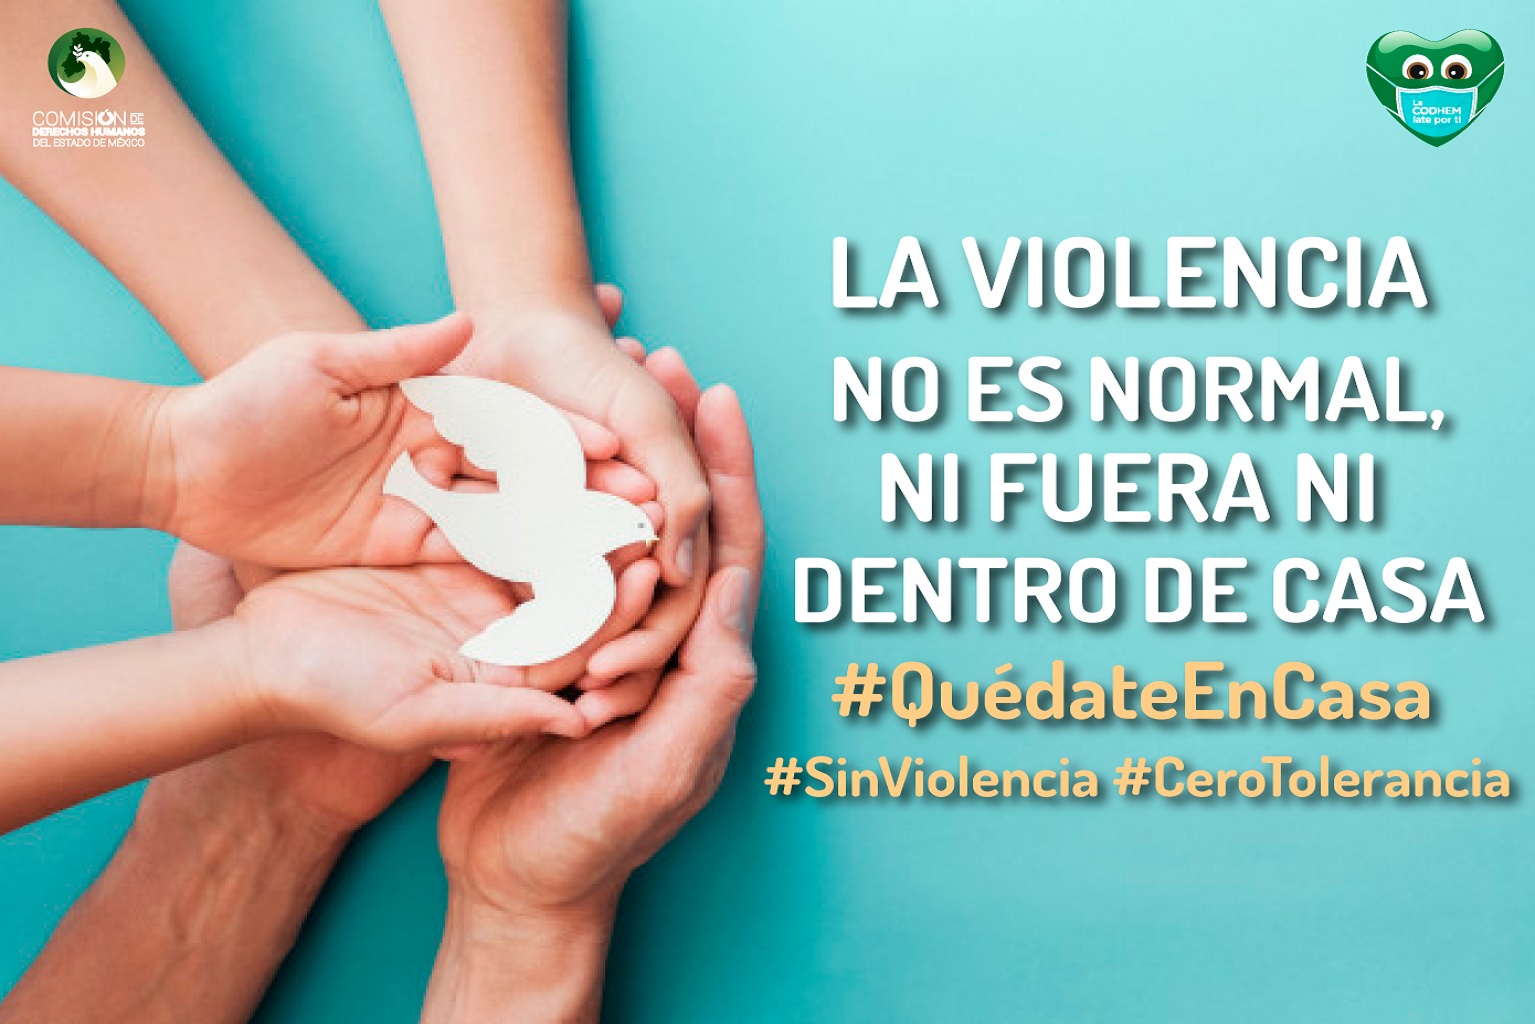 COMISIÓN DE
DERECHOS HUMANOS
DEL ESTADO DE MÉXICO
La
CODHEM
late por ti
LA VIOLENCIA
NO ES NORMAL,
NI FUERA NI
DENTRO DE CASA
#QuédateEnCasa
#SinViolencia #CeroTolerancia